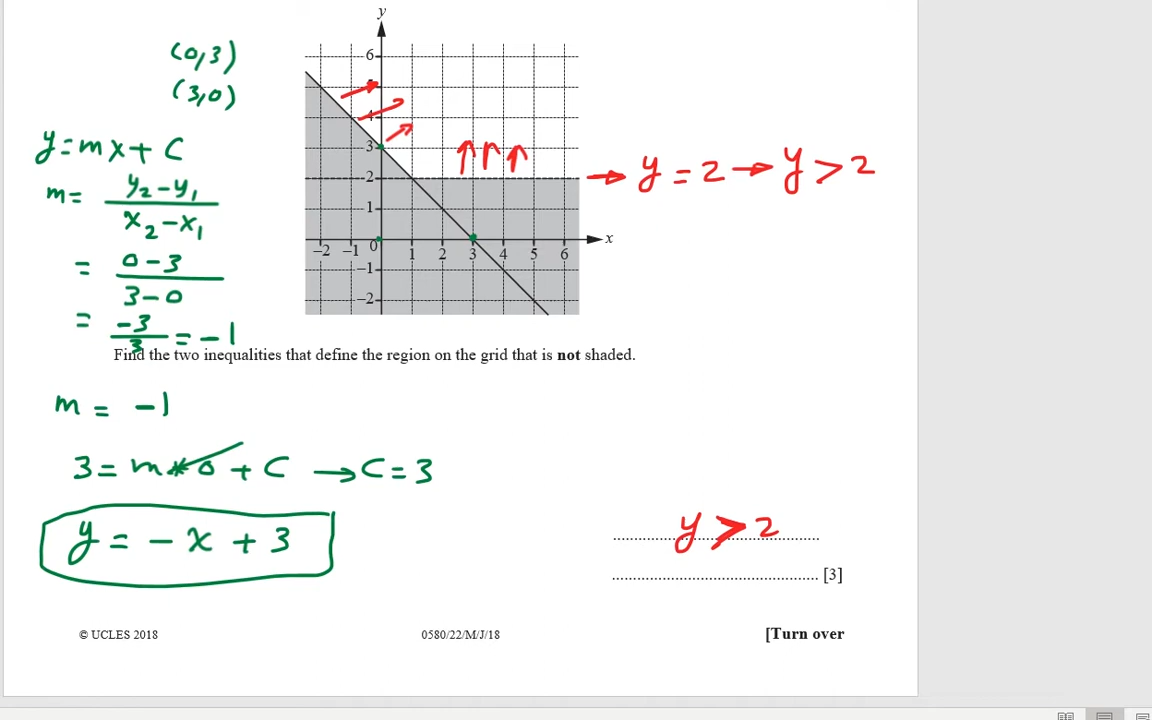 (0,3)
(3,0)
y=mx+C
m= y₂-y₁ / x₂-x₁
= 0-3 / 3-0
= -3 / 3 = -1
y
6
5
4
3
2
1
-2 -1 0 1 2 3 4 5 6 x
-1
-2
→ y=2→y>2
Find the two inequalities that define the region on the grid that is not shaded.
m = -1
3 = m*0 + C → C=3
y = -x + 3
y > 2
.................................................. [3]
© UCLES 2018 0580/22/M/J/18 [Turn over